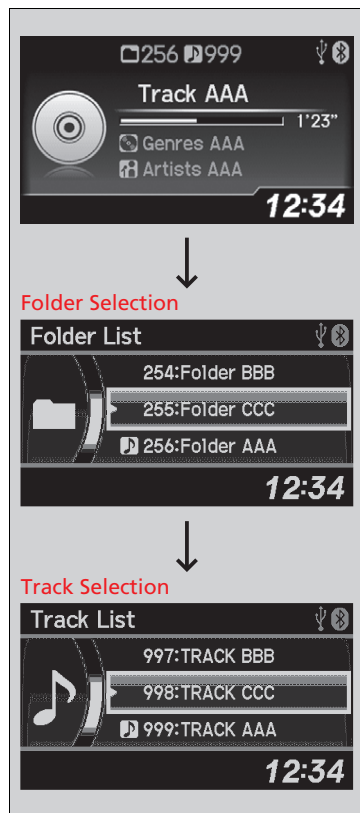 256 999
Track AAA
1'23"
Genres AAA
Artists AAA
12:34
Folder Selection
Folder List
254:Folder BBB
255:Folder CCC
256:Folder AAA
12:34
Track Selection
Track List
997:TRACK BBB
998:TRACK CCC
999:TRACK AAA
12:34